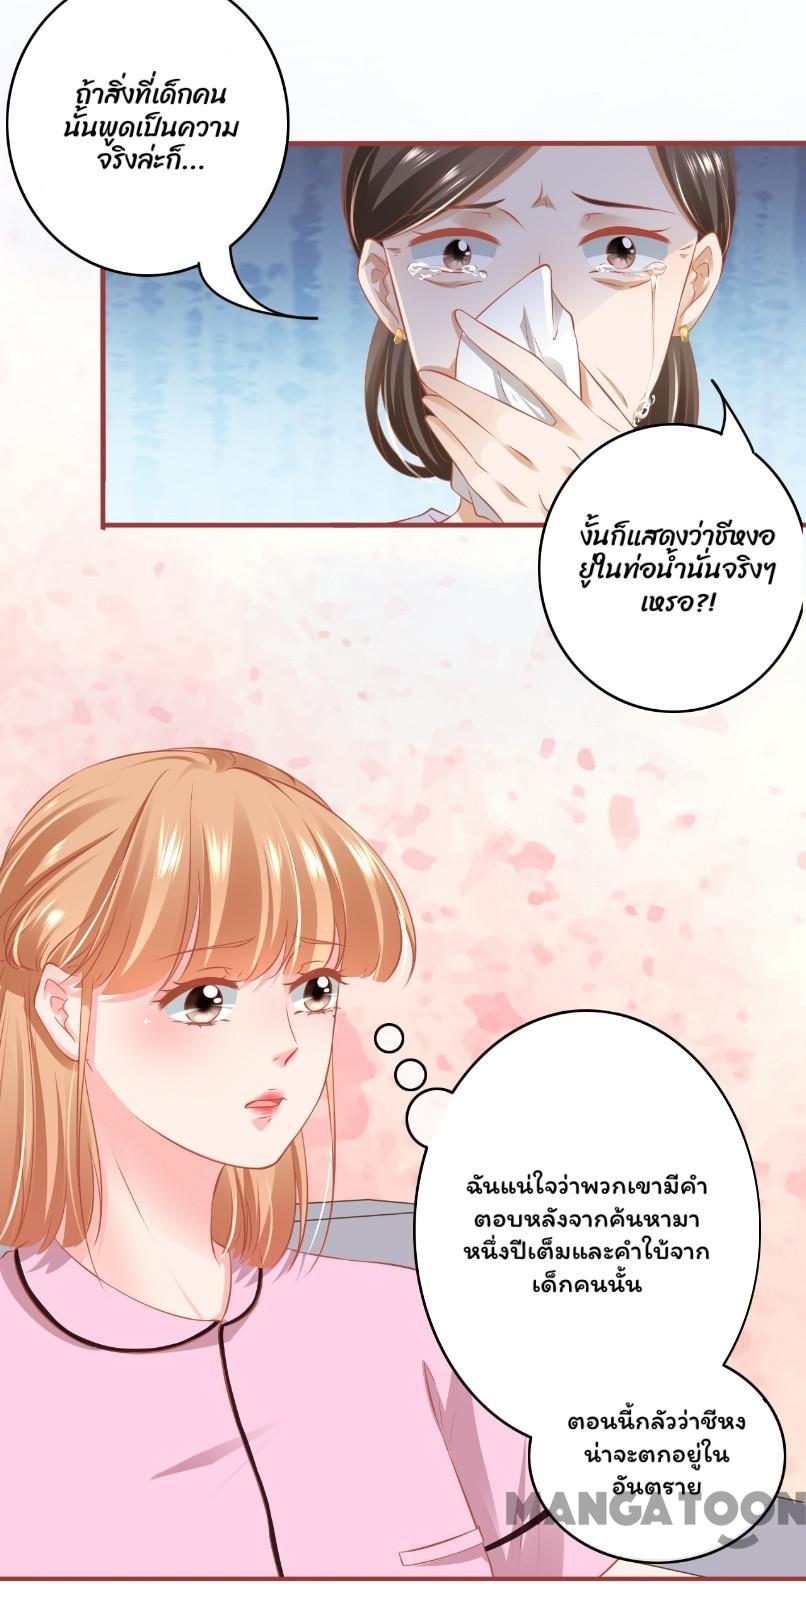 ถ้าสิ่งที่เด็กคน
นั้นพูดเป็นความ
จริงล่ะก็...
งั้นก็แสดงว่าชีหงอ
ยู่ในท่อน้ำนั่นจริงๆ
เหรอ?!
ฉันแน่ใจว่าพวกเขามีคำ
ตอบหลังจากค้นหามา
หนึ่งปีเต็มและคำใบ้จาก
เด็กคนนั้น
ตอนนี้กลัวว่าชีหง
น่าจะตกอยู่ใน
อันตราย
MANGATOON